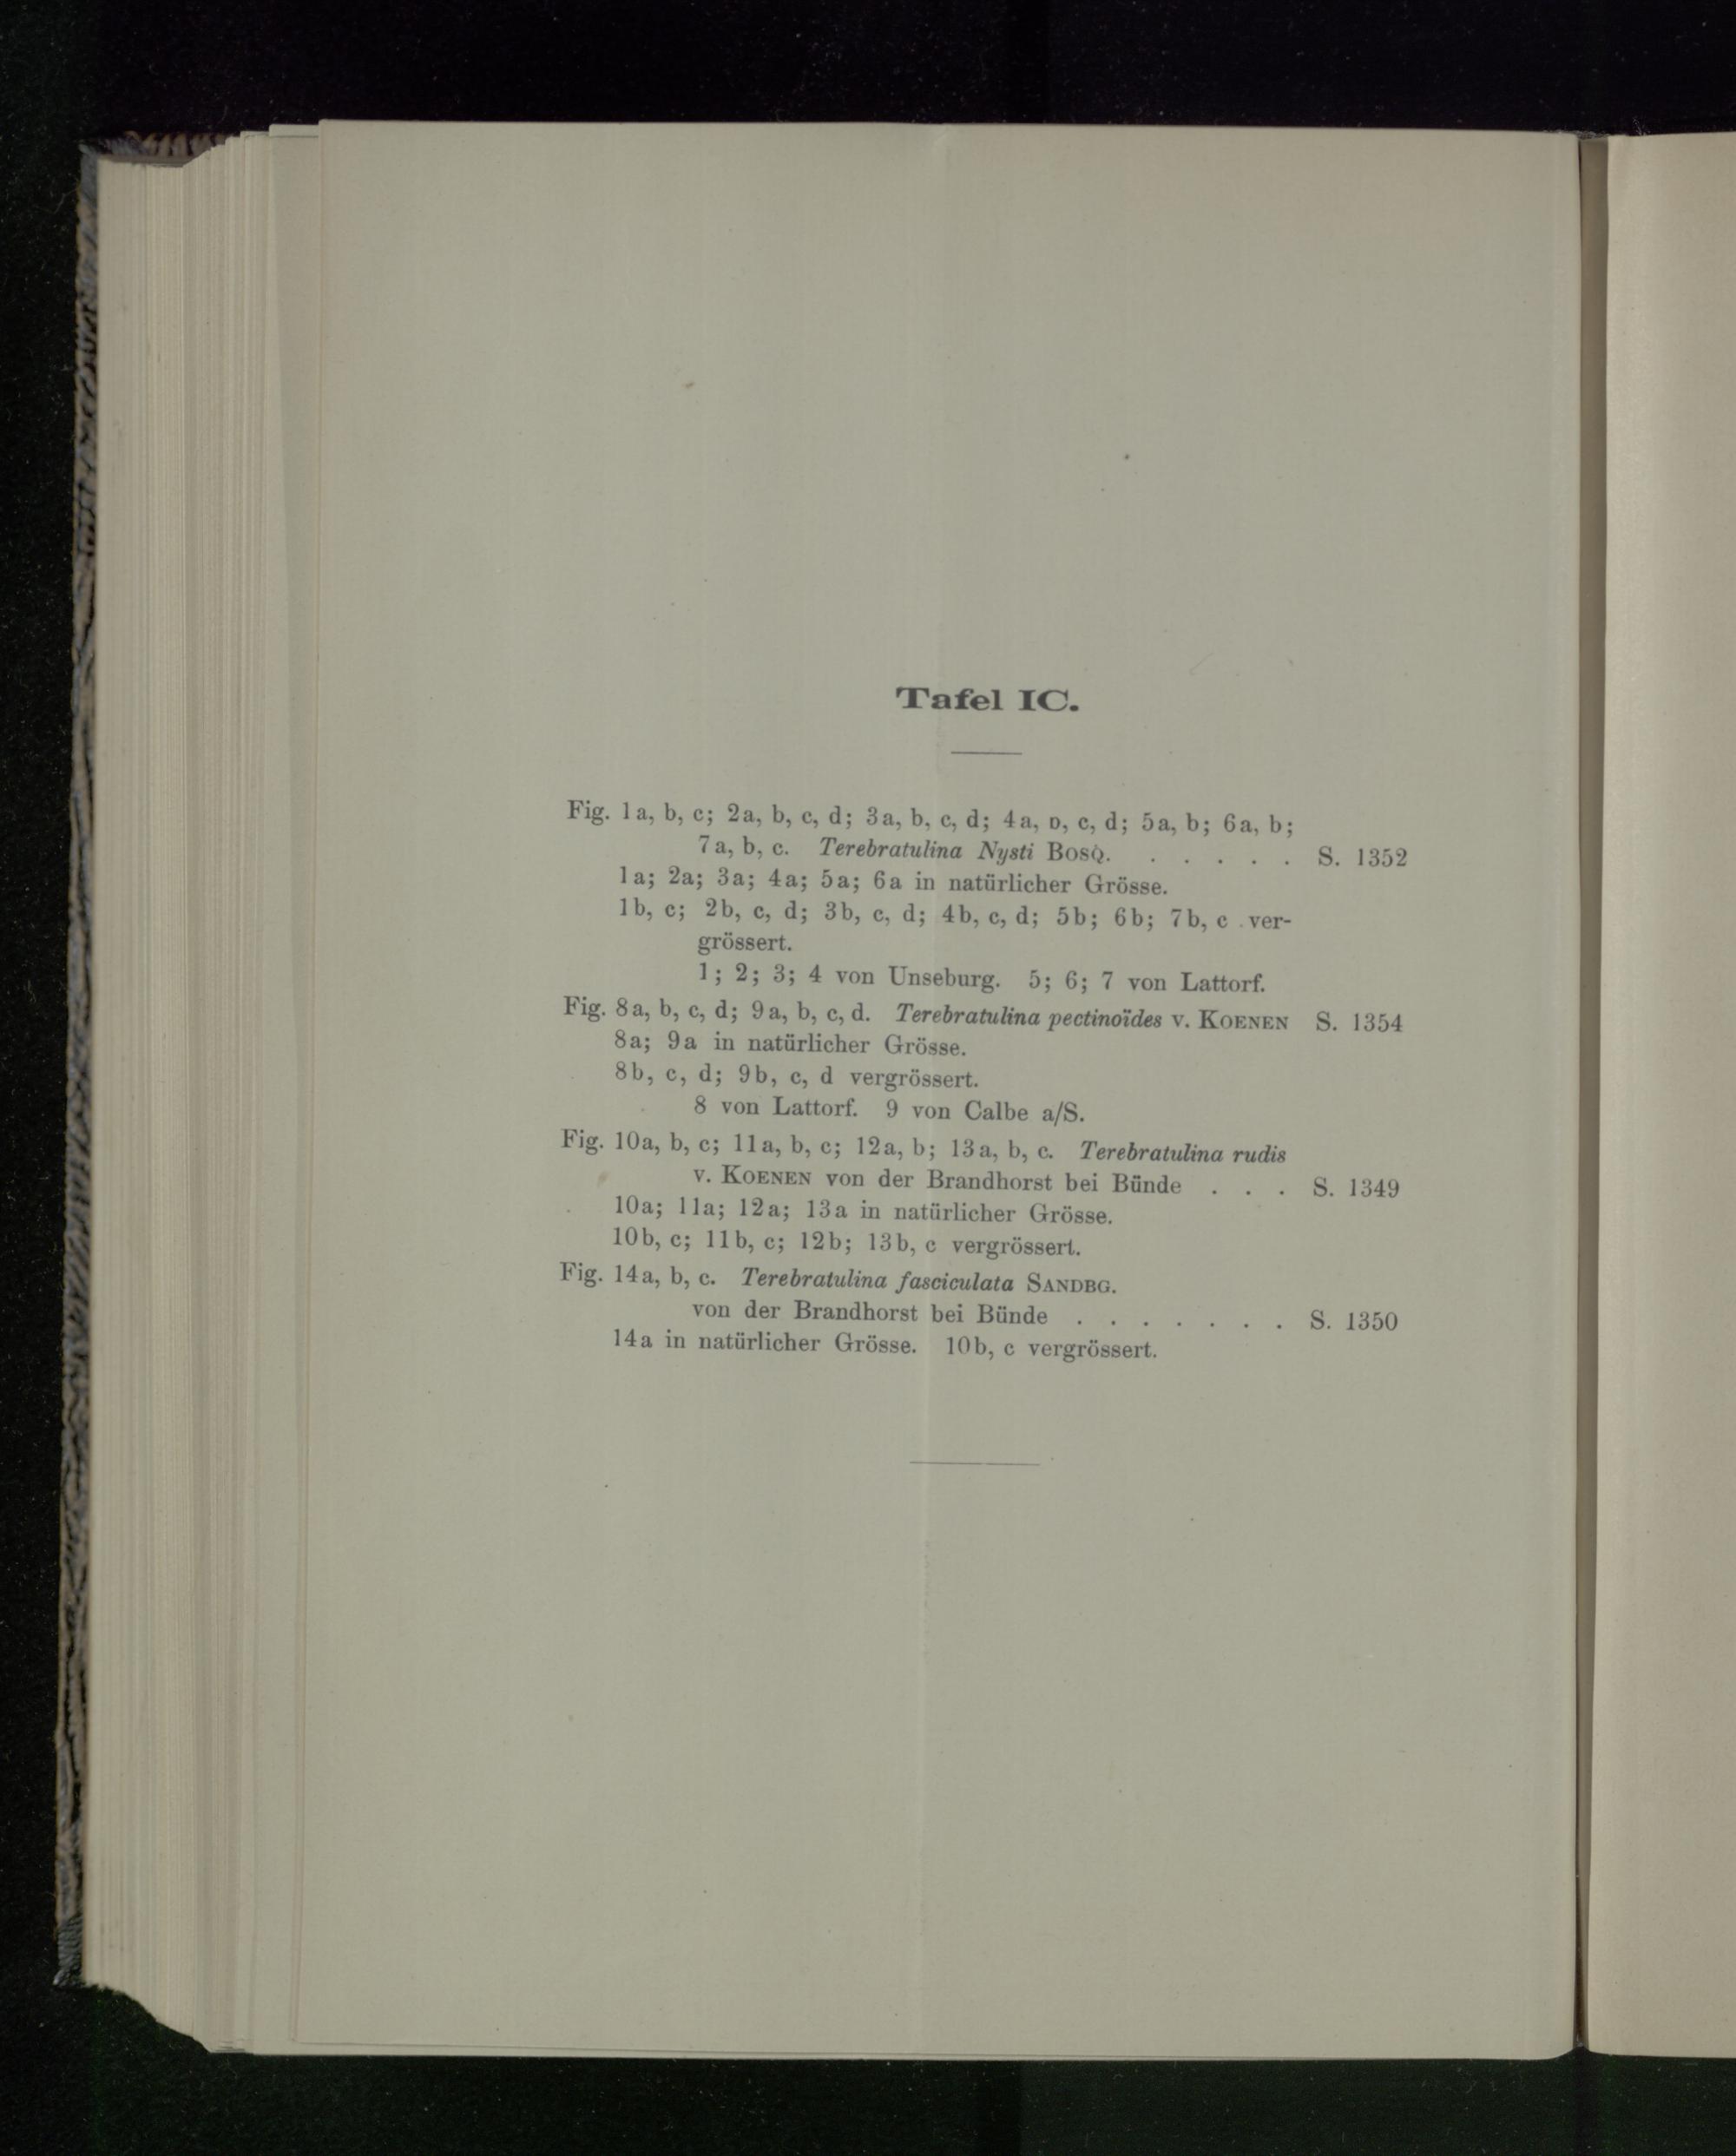 Tafel IC.
Fig. 1a, b, c; 2a, b, c, d; 3a, b, c, d; 4a, b, c, d; 5a, b; 6a, b;
7a, b, c. Terebratulina Nysti BOSQ. . . . . . S. 1352
1a; 2a; 3a; 4a; 5a; 6a in natürlicher Grösse.
1b, c; 2b, c, d; 3b, c, d; 4b, c, d; 5b; 6b; 7b, c ver-
grössert.
1; 2; 3; 4 von Unseburg. 5; 6; 7 von Lattorf.
Fig. 8a, b, c, d; 9a, b, c, d. Terebratulina pectinoïdes v. KOENEN S. 1354
8a; 9a in natürlicher Grösse.
8b, c, d; 9b, c, d vergrössert.
8 von Lattorf. 9 von Calbe a/S.
Fig. 10a, b, c; 11a, b, c; 12a, b; 13a, b, c. Terebratulina rudis
v. KOENEN von der Brandhorst bei Bünde . . . S. 1349
10a; 11a; 12a; 13a in natürlicher Grösse.
10b, c; 11b, c; 12b; 13b, c vergrössert.
Fig. 14a, b, c. Terebratulina fasciculata SANDBG.
von der Brandhorst bei Bünde . . . . . . . S. 1350
14a in natürlicher Grösse. 10b, c vergrössert.